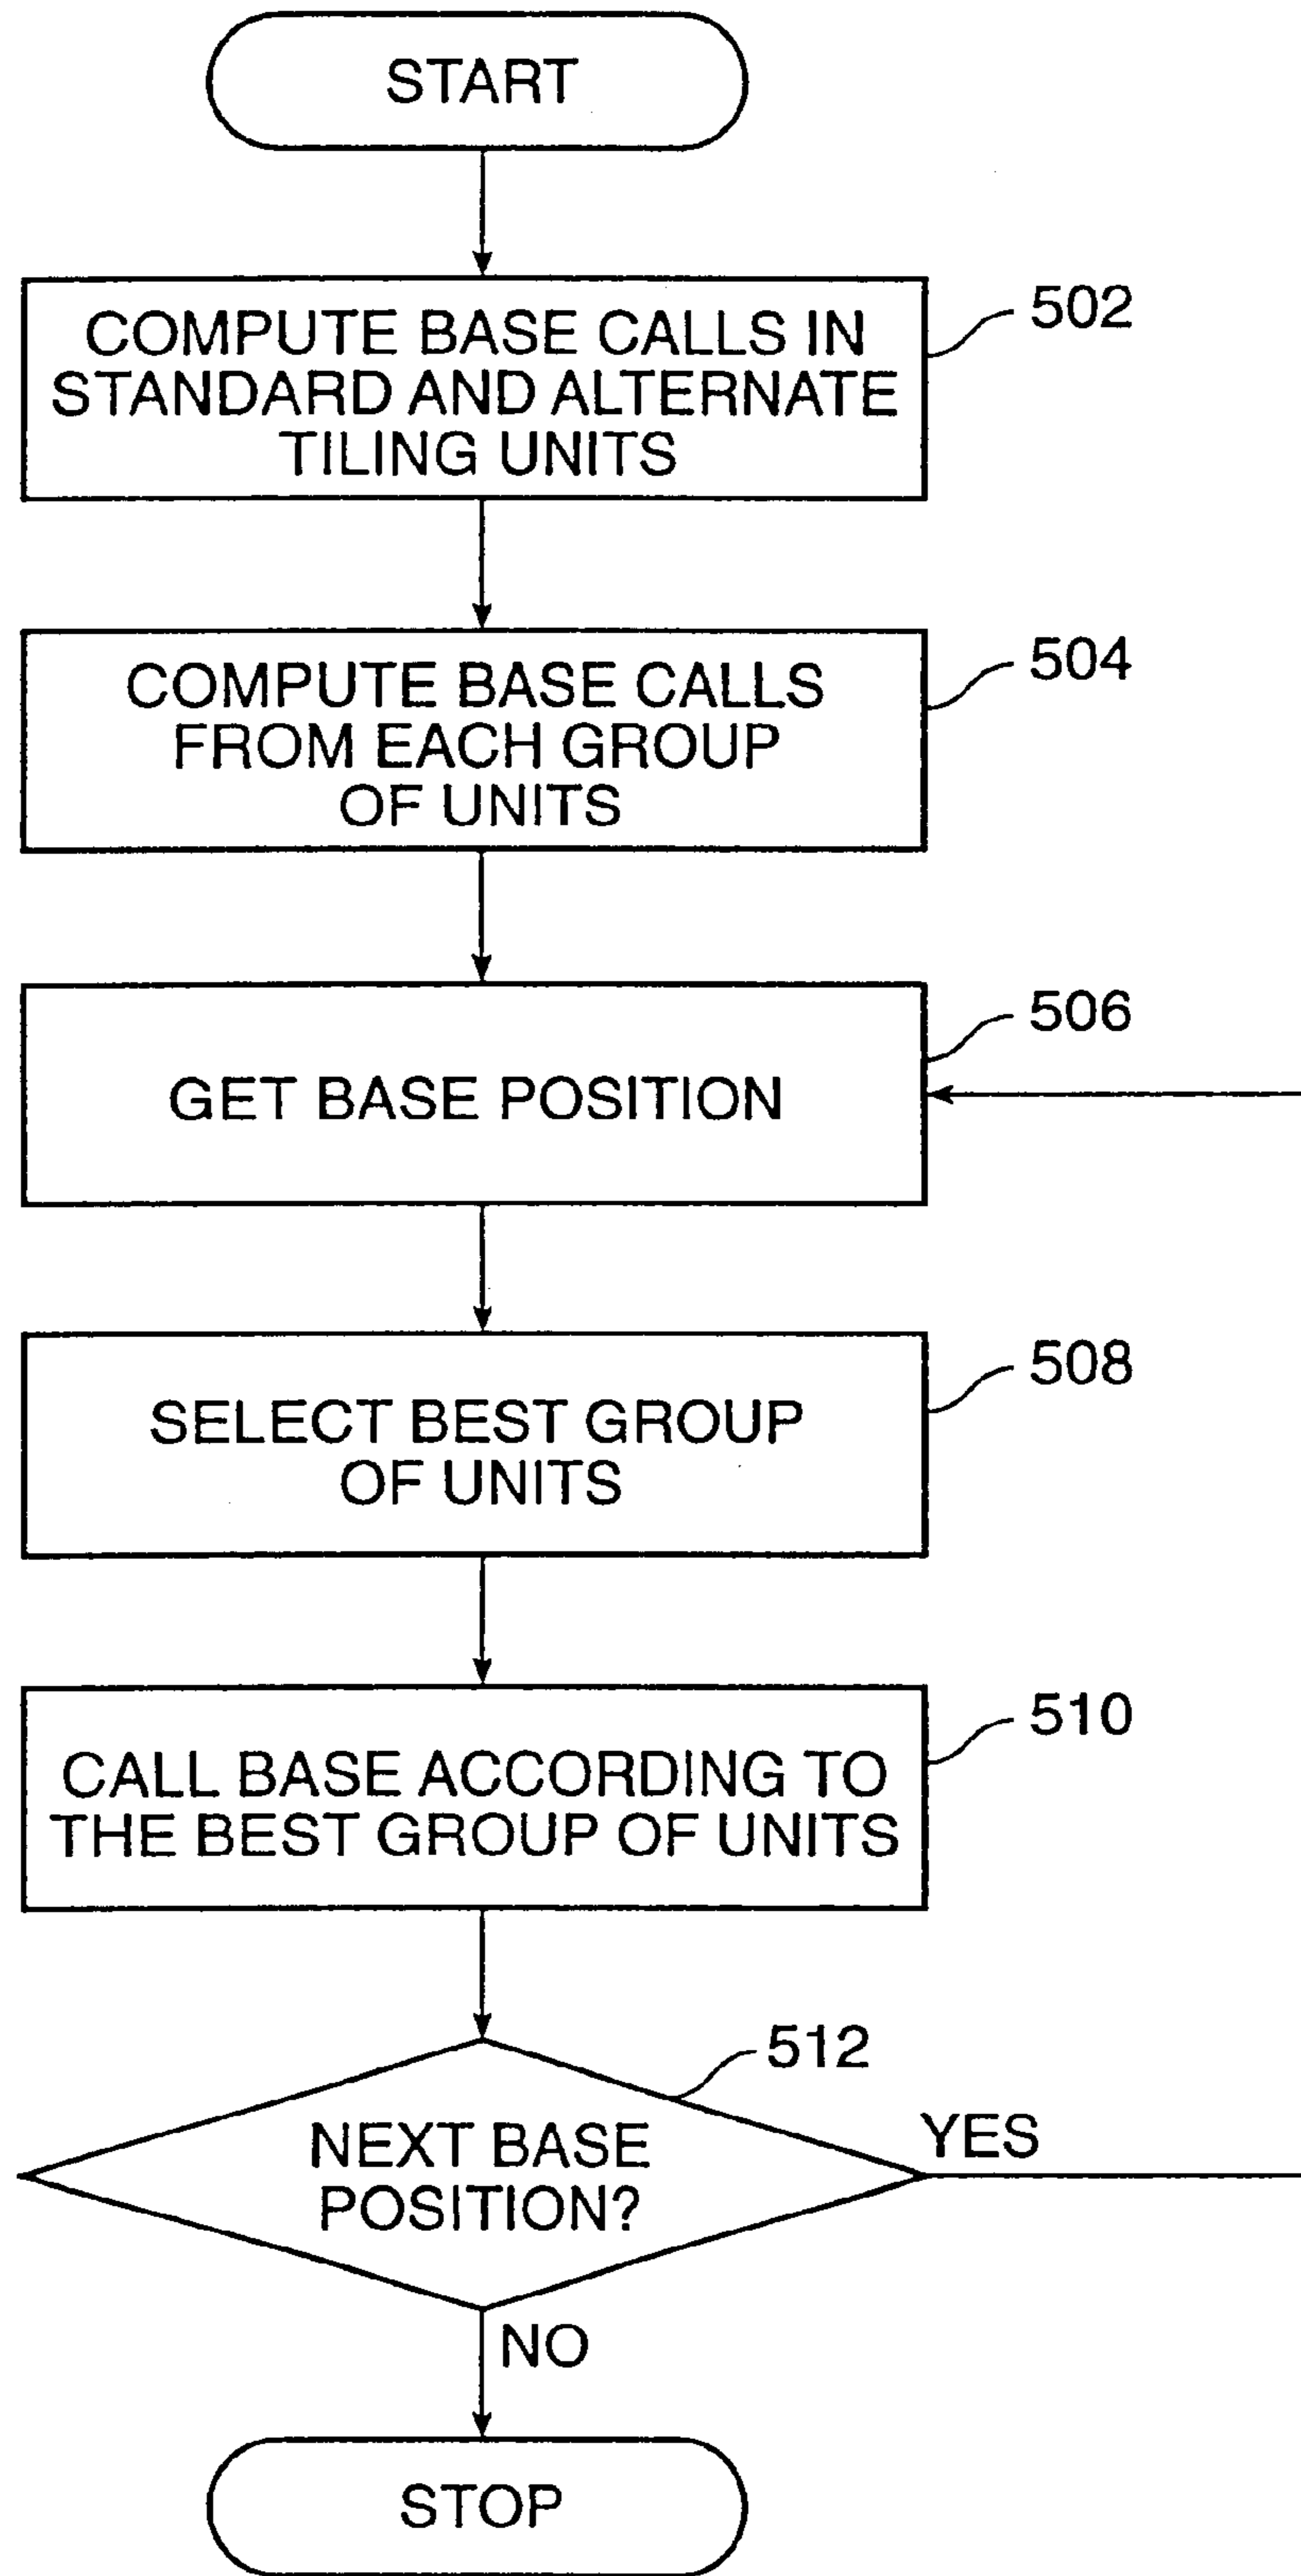 START
COMPUTE BASE CALLS IN
STANDARD AND ALTERNATE
TILING UNITS
502
COMPUTE BASE CALLS
FROM EACH GROUP
OF UNITS
504
GET BASE POSITION
506
SELECT BEST GROUP
OF UNITS
508
CALL BASE ACCORDING TO
THE BEST GROUP OF UNITS
510
NEXT BASE
POSITION?
512
YES
NO
STOP